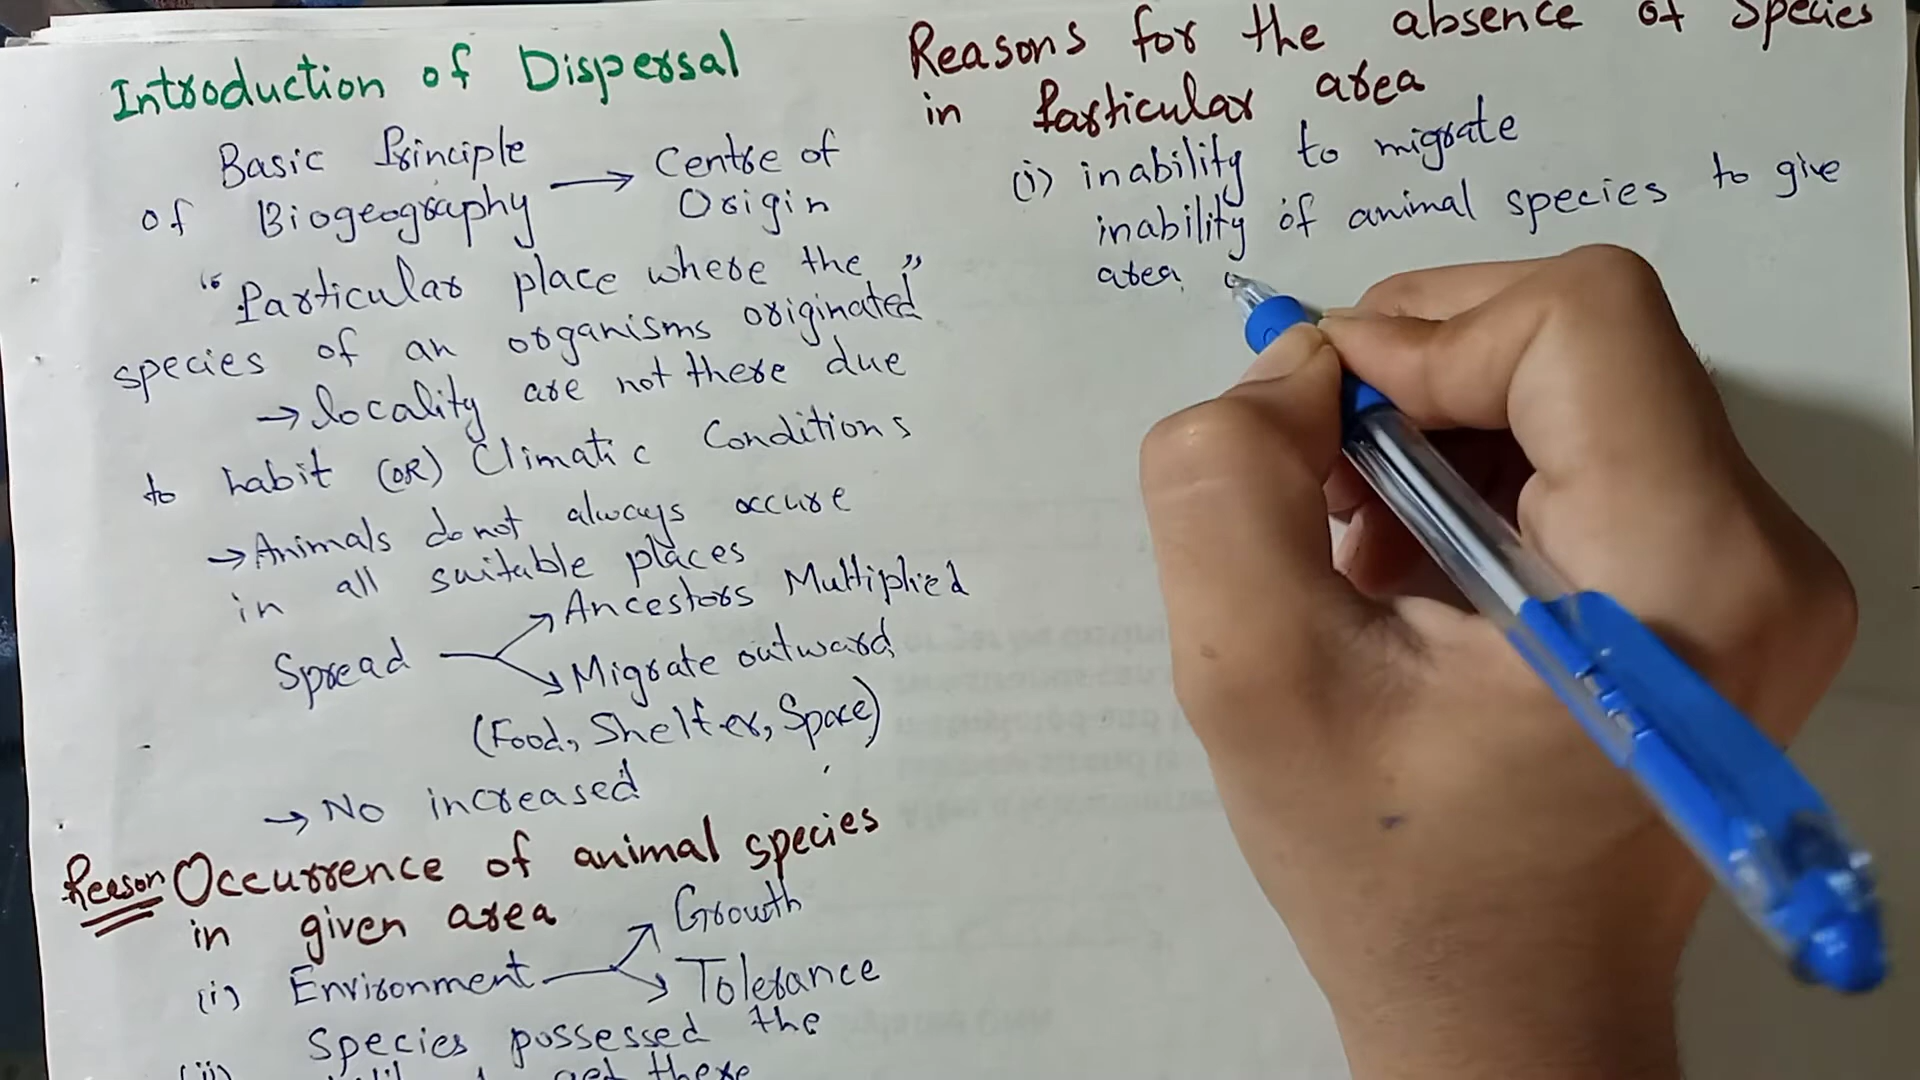 Introduction of Dispersal
Basic Principle
of Biogeography → Centre of
Origin
"Particular place where the"
species of an organisms originated
→ locality are not there due
to habit (OR) Climatic Conditions
→ Animals do not always occure
in all suitable places
Spread → Ancestors Multiplied
→ Migrate outward
(Food, Shelter, Space)
→ No increased
Reason Occurrence of animal species
in given area
(i) Environment → Growth
→ Tolerance
Species possessed the
(ii) get there
Reasons for the absence of Species
in Particular area
(i) inability to migrate
inability of animal species to give
area